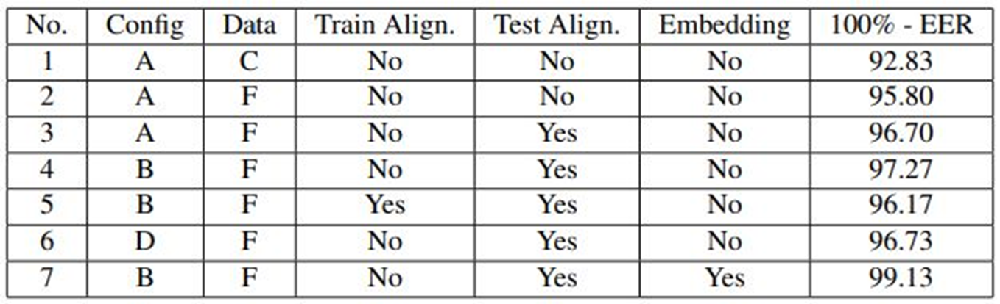 No. Config Data Train Align. Test Align. Embedding 100% - EER
1 A C No No No 92.83
2 A F No No No 95.80
3 A F No Yes No 96.70
4 B F No Yes No 97.27
5 B F Yes Yes No 96.17
6 D F No Yes No 96.73
7 B F No Yes Yes 99.13